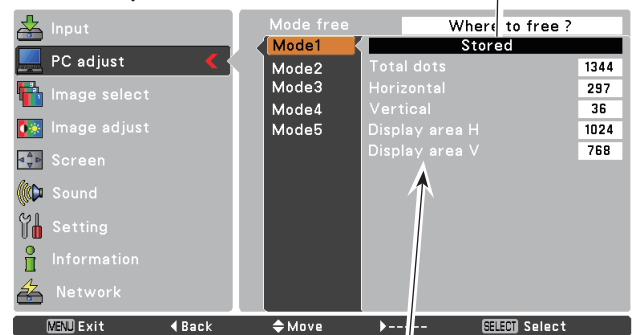 Input
PC adjust
Image select
Image adjust
Screen
Sound
Setting
Information
Network
Mode free
Where to free ?
Mode1
Mode2
Mode3
Mode4
Mode5
Stored
Total dots 1344
Horizontal 297
Vertical 36
Display area H 1024
Display area V 768
MENU Exit Back Move ----- SELECT Select